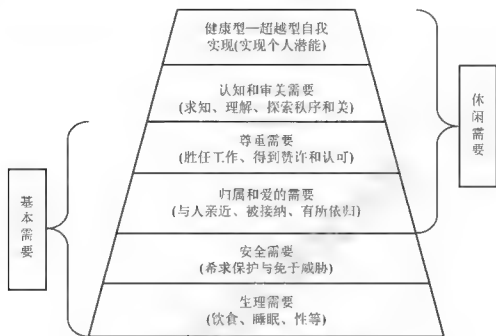 健康型—超越型自我
实现(实现个人潜能)
认知和审美需要
(求知、理解、探索秩序和美)
尊重需要
(胜任工作、得到赞许和认可)
归属和爱的需要
(与人亲近、被接纳、有所依归)
安全需要
(希求保护与免于威胁)
生理需要
(饮食、睡眠、性等)
休闲需要
基本需要